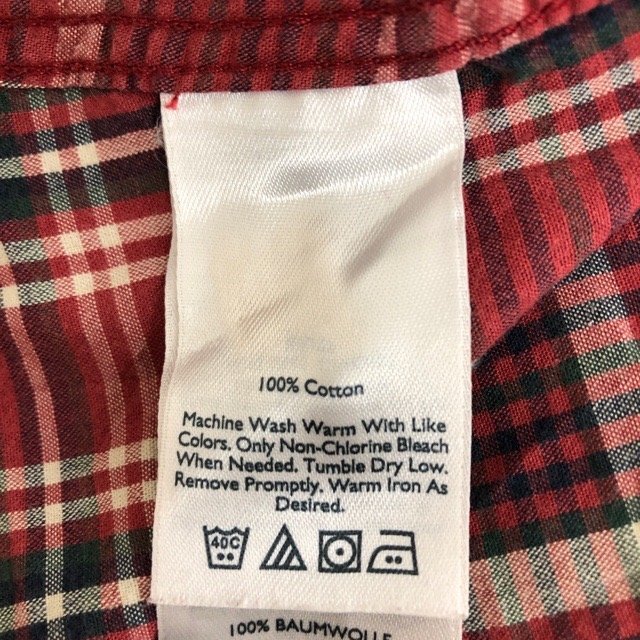 100% Cotton
Machine Wash Warm With Like
Colors. Only Non-Chlorine Bleach
When Needed. Tumble Dry Low.
Remove Promptly. Warm Iron As
Desired.
40C
100% BAUMWOLLE